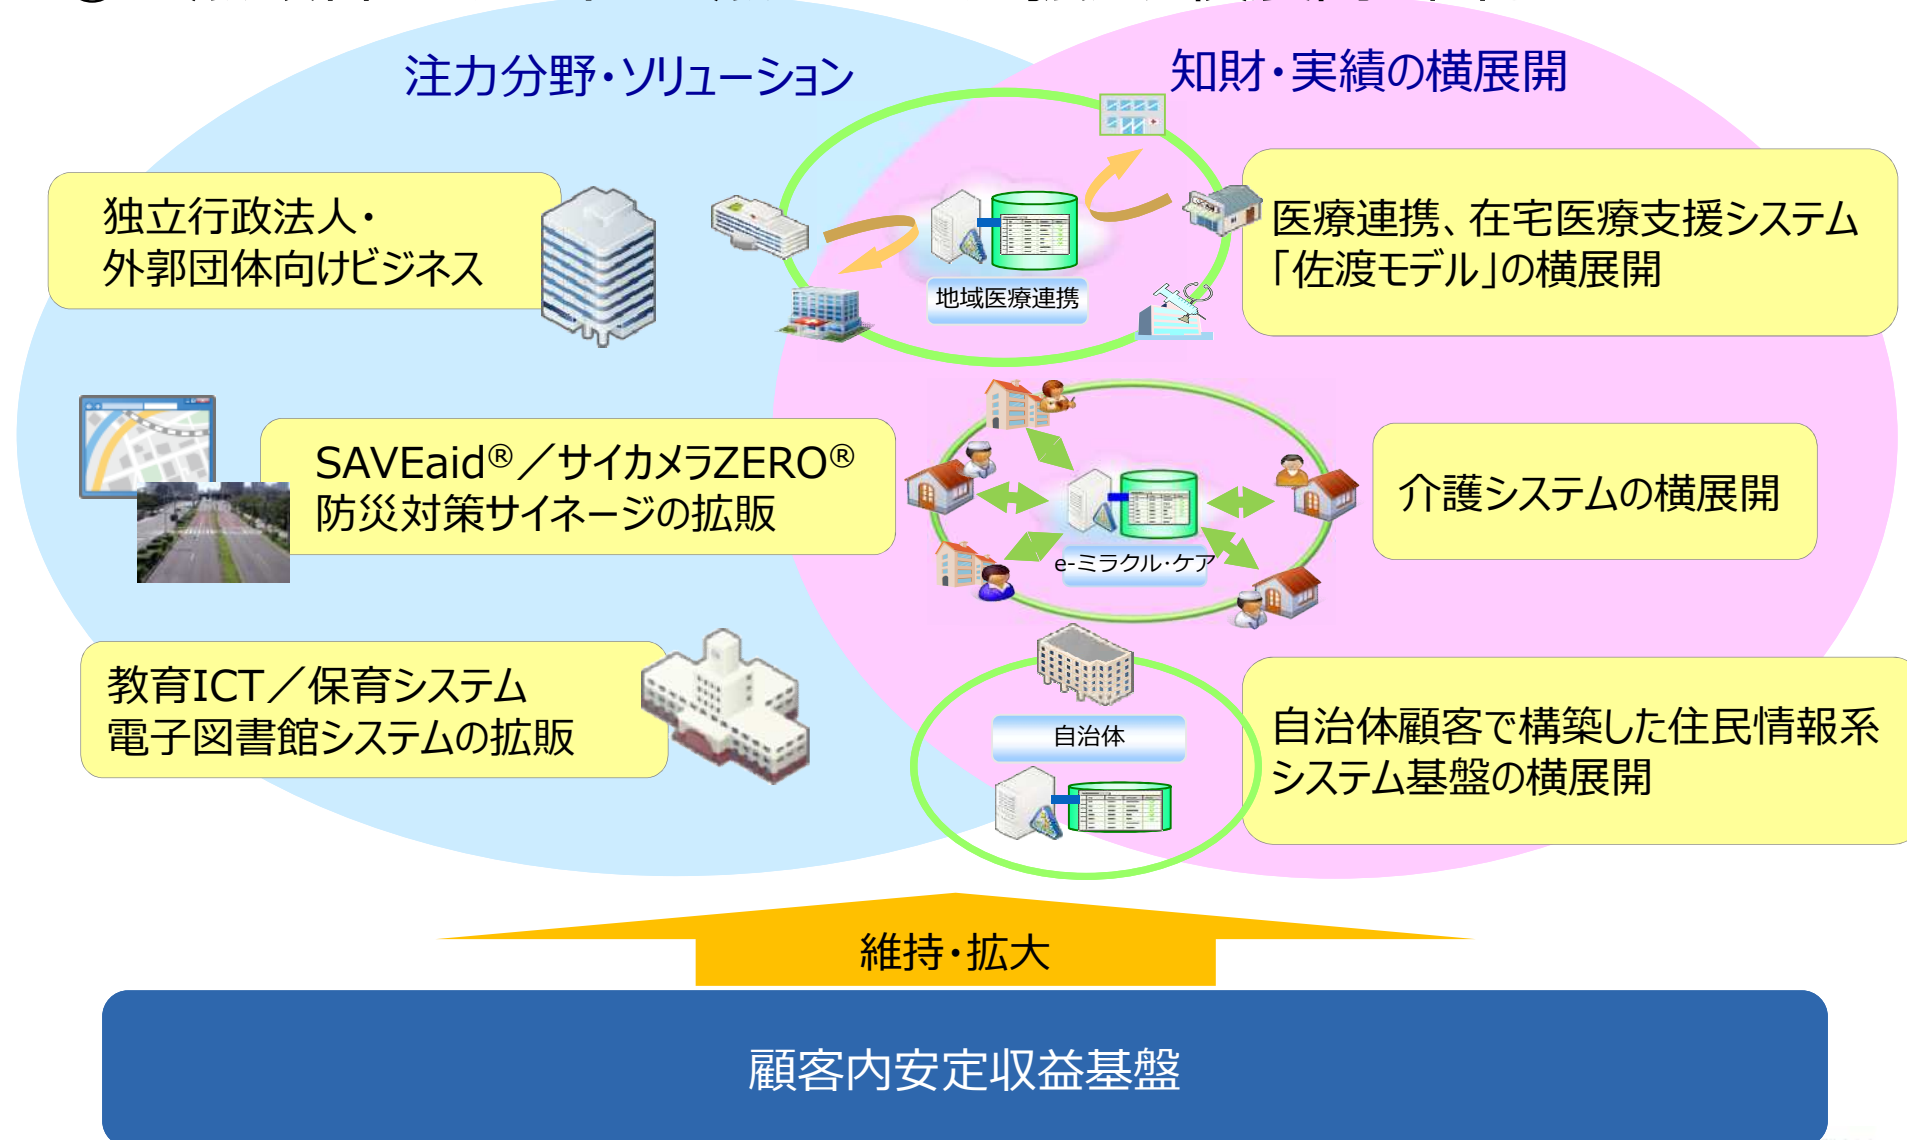 注力分野・ソリューション
知財・実績の横展開
独立行政法人・
外郭団体向けビジネス
地域医療連携
医療連携、在宅医療支援システム
「佐渡モデル」の横展開
SAVEaid®／サイカメラZERO®
防災対策サイネージの拡販
e-ミラクル・ケア
介護システムの横展開
教育ICT／保育システム
電子図書館システムの拡販
自治体
自治体顧客で構築した住民情報系
システム基盤の横展開
維持・拡大
顧客内安定収益基盤